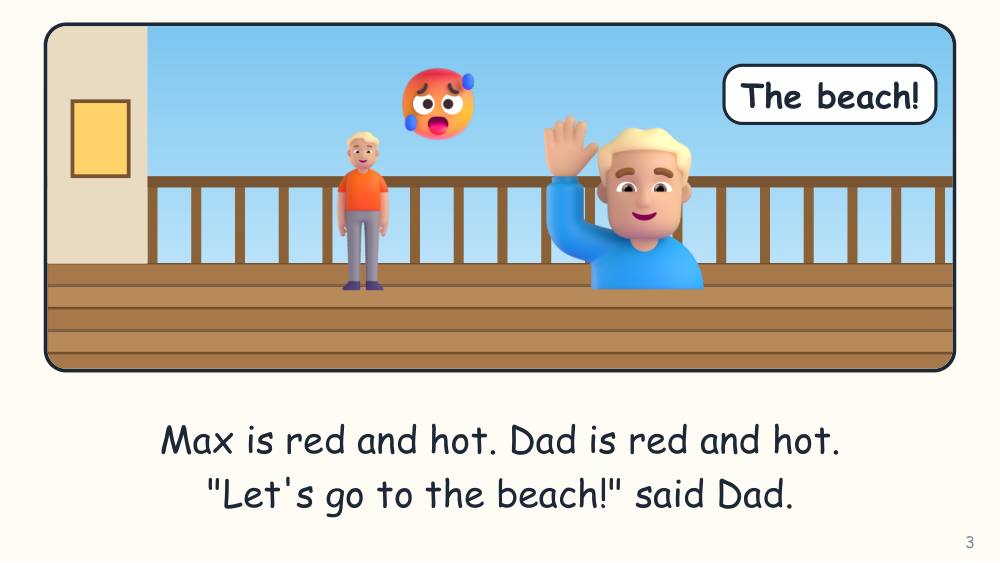 The beach!
Max is red and hot. Dad is red and hot.
"Let's go to the beach!" said Dad.
3